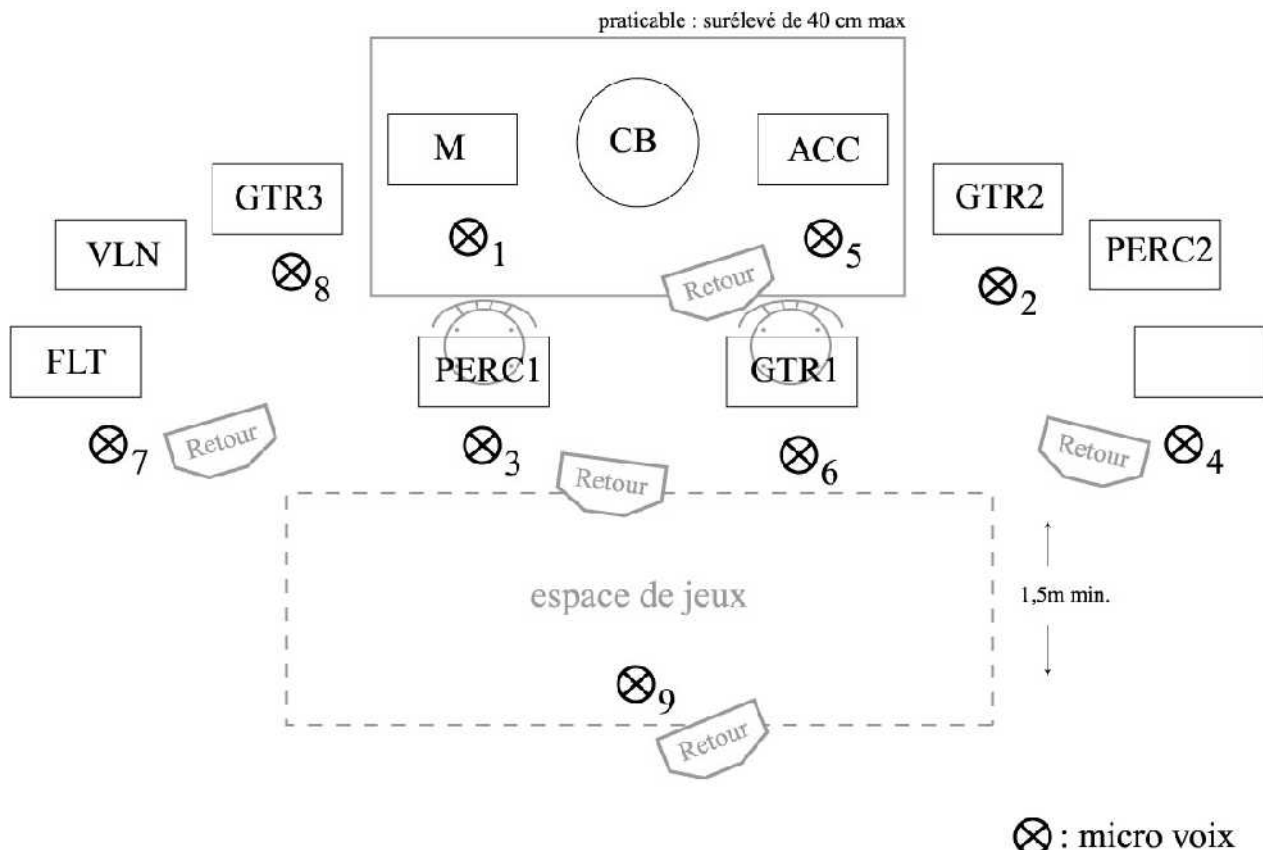 praticable : surélevé de 40 cm max
M
CB
ACC
GTR3
GTR2
VLN
PERC2
1
5
8
2
Retour
FLT
PERC1
GTR1
7
Retour
3
6
Retour
4
Retour
espace de jeux
1,5m min.
9
Retour
: micro voix